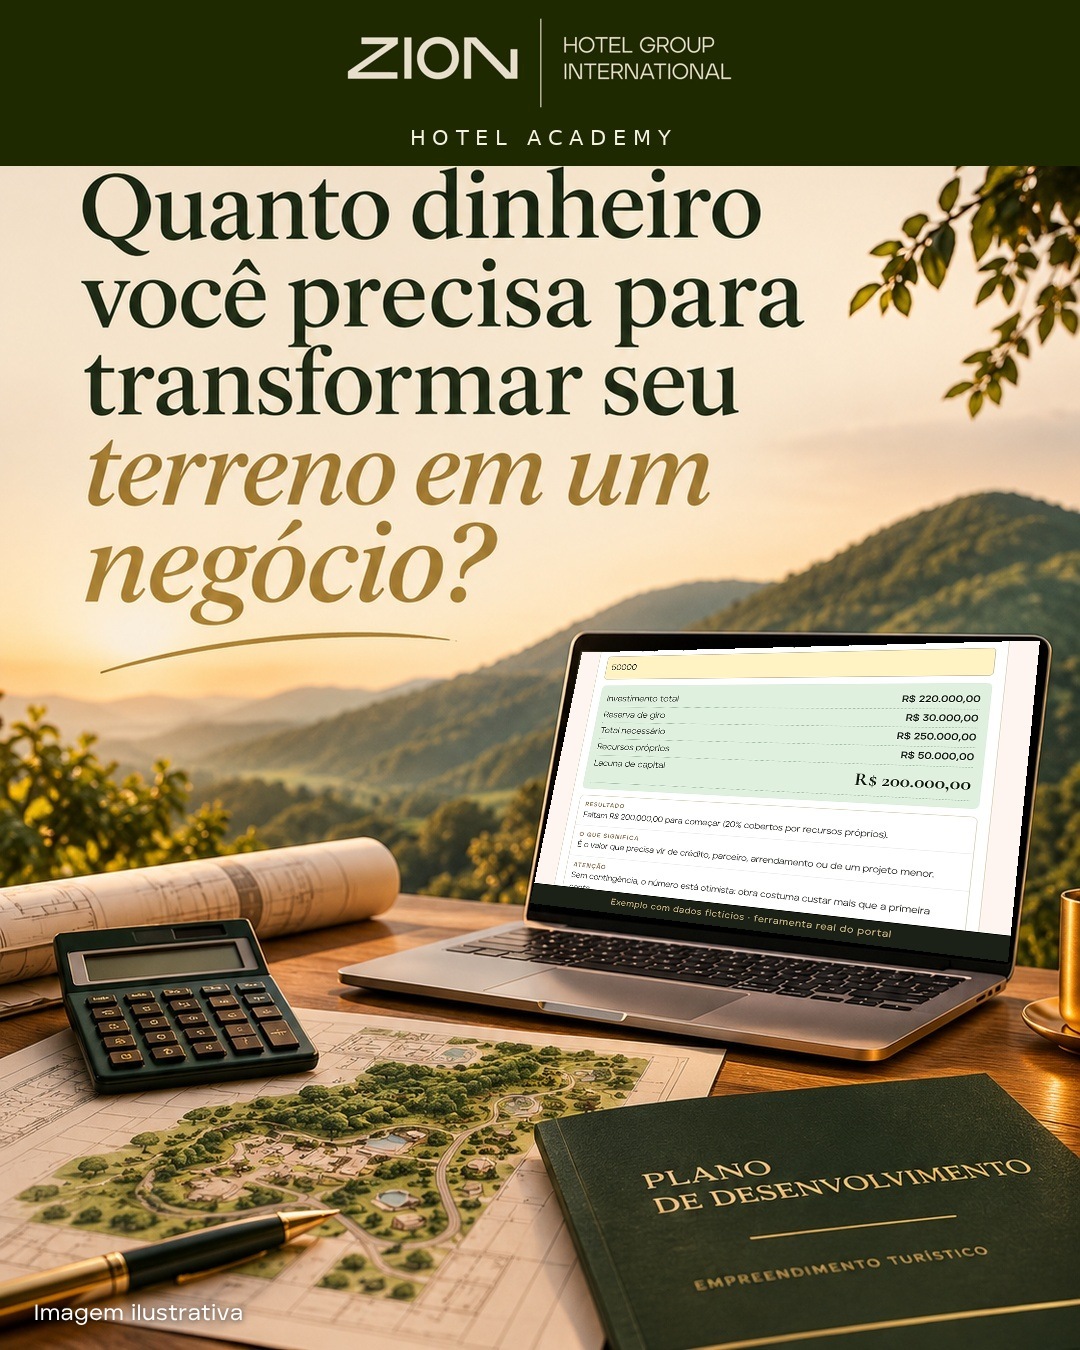 ZION
HOTEL GROUP
INTERNATIONAL
HOTEL ACADEMY
Quanto dinheiro
você precisa para
transformar seu
terreno em um
negócio?
50000
Investimento total R$ 220.000,00
Reserva de giro R$ 30.000,00
Total necessário R$ 250.000,00
Recursos próprios R$ 50.000,00
Lacuna de capital R$ 200.000,00
RESULTADO
Faltam R$ 200.000,00 para começar (20% cobertos por recursos próprios).
O QUE SIGNIFICA
É o valor que precisa vir de crédito, parceiro, arrendamento ou de um projeto menor.
ATENÇÃO
Sem contingência, o número está otimista: obra costuma custar mais que a primeira
Exemplo com dados fictícios · ferramenta real do portal
PLANO
DE DESENVOLVIMENTO
EMPREENDIMENTO TURÍSTICO
Imagem ilustrativa